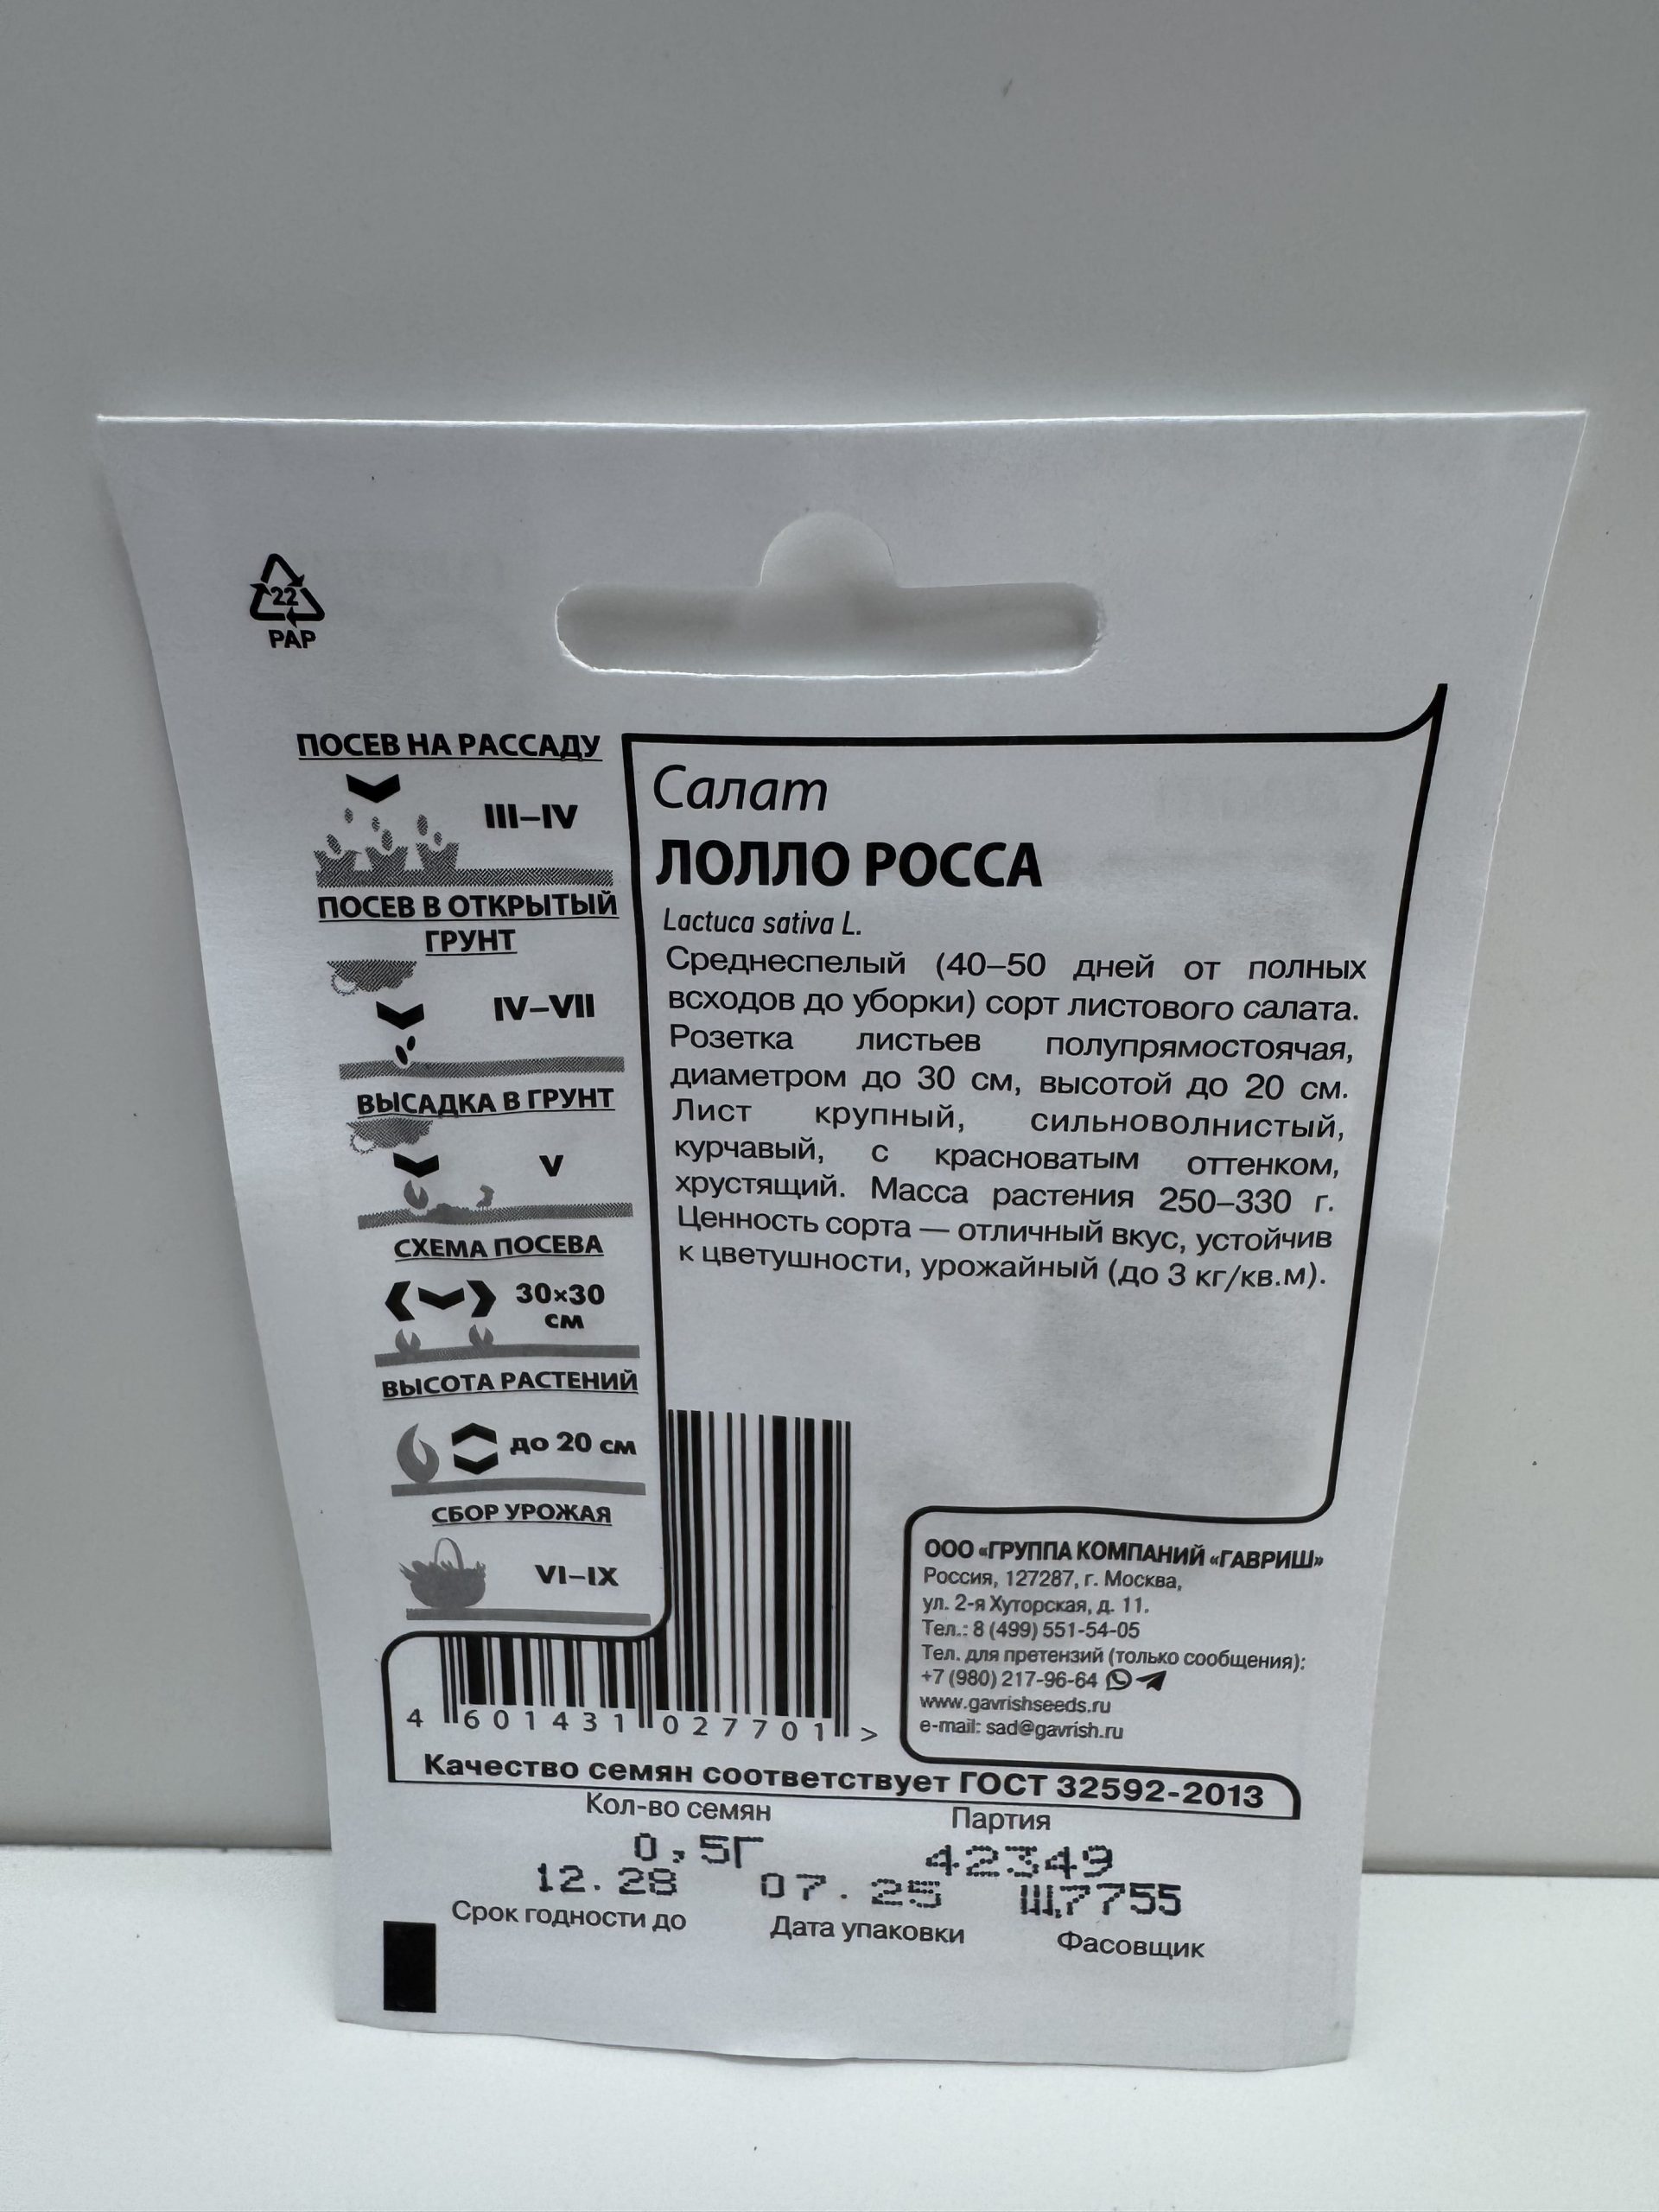 22
PAP
ПОСЕВ НА РАССАДУ
III–IV
ПОСЕВ В ОТКРЫТЫЙ
ГРУНТ
IV–VII
ВЫСАДКА В ГРУНТ
V
СХЕМА ПОСЕВА
30×30
см
ВЫСОТА РАСТЕНИЙ
до 20 см
СБОР УРОЖАЯ
VI–IX
Салат
ЛОЛЛО РОССА
Lactuca sativa L.
Среднеспелый (40–50 дней от полных
всходов до уборки) сорт листового салата.
Розетка листьев полупрямостоячая,
диаметром до 30 см, высотой до 20 см.
Лист крупный, сильноволнистый,
курчавый, с красноватым оттенком,
хрустящий. Масса растения 250–330 г.
Ценность сорта — отличный вкус, устойчив
к цветушности, урожайный (до 3 кг/кв.м).
ООО «ГРУППА КОМПАНИЙ «ГАВРИШ»
Россия, 127287, г. Москва,
ул. 2-я Хуторская, д. 11.
Тел.: 8 (499) 551-54-05
Тел. для претензий (только сообщения):
+7 (980) 217-96-64
www.gavrishseeds.ru
e-mail: sad@gavrish.ru
4 601431 027701 >
Качество семян соответствует ГОСТ 32592-2013
Кол-во семян Партия
0,5Г 42349
12.28 07.25 Щ7755
Срок годности до Дата упаковки Фасовщик